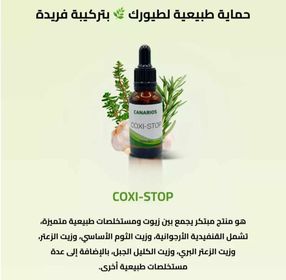 حماية طبيعية لطيورك 🌿 بتركيبة فريدة
CANARIOS
COXI-STOP
COXI-STOP
هو منتج مبتكر يجمع بين زيوت ومستخلصات طبيعية متميزة،
تشمل القنفيدية الأرجوانية، وزيت الثوم الأساسي، وزيت الزعتر،
وزيت الزعتر البري، وزيت الكليل الجبل، بالإضافة إلى عدة
مستخلصات طبيعية أخرى.